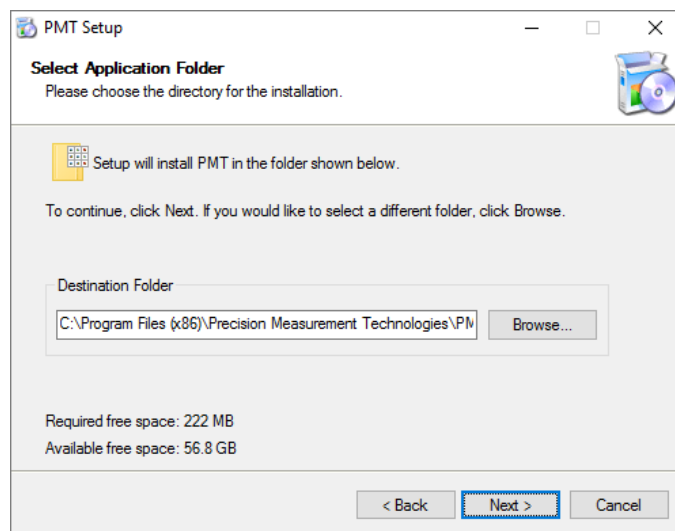 PMT Setup
Select Application Folder
Please choose the directory for the installation.
Setup will install PMT in the folder shown below.
To continue, click Next. If you would like to select a different folder, click Browse.
Destination Folder
C:\Program Files (x86)\Precision Measurement Technologies\PM
Browse...
Required free space: 222 MB
Available free space: 56.8 GB
< Back
Next >
Cancel